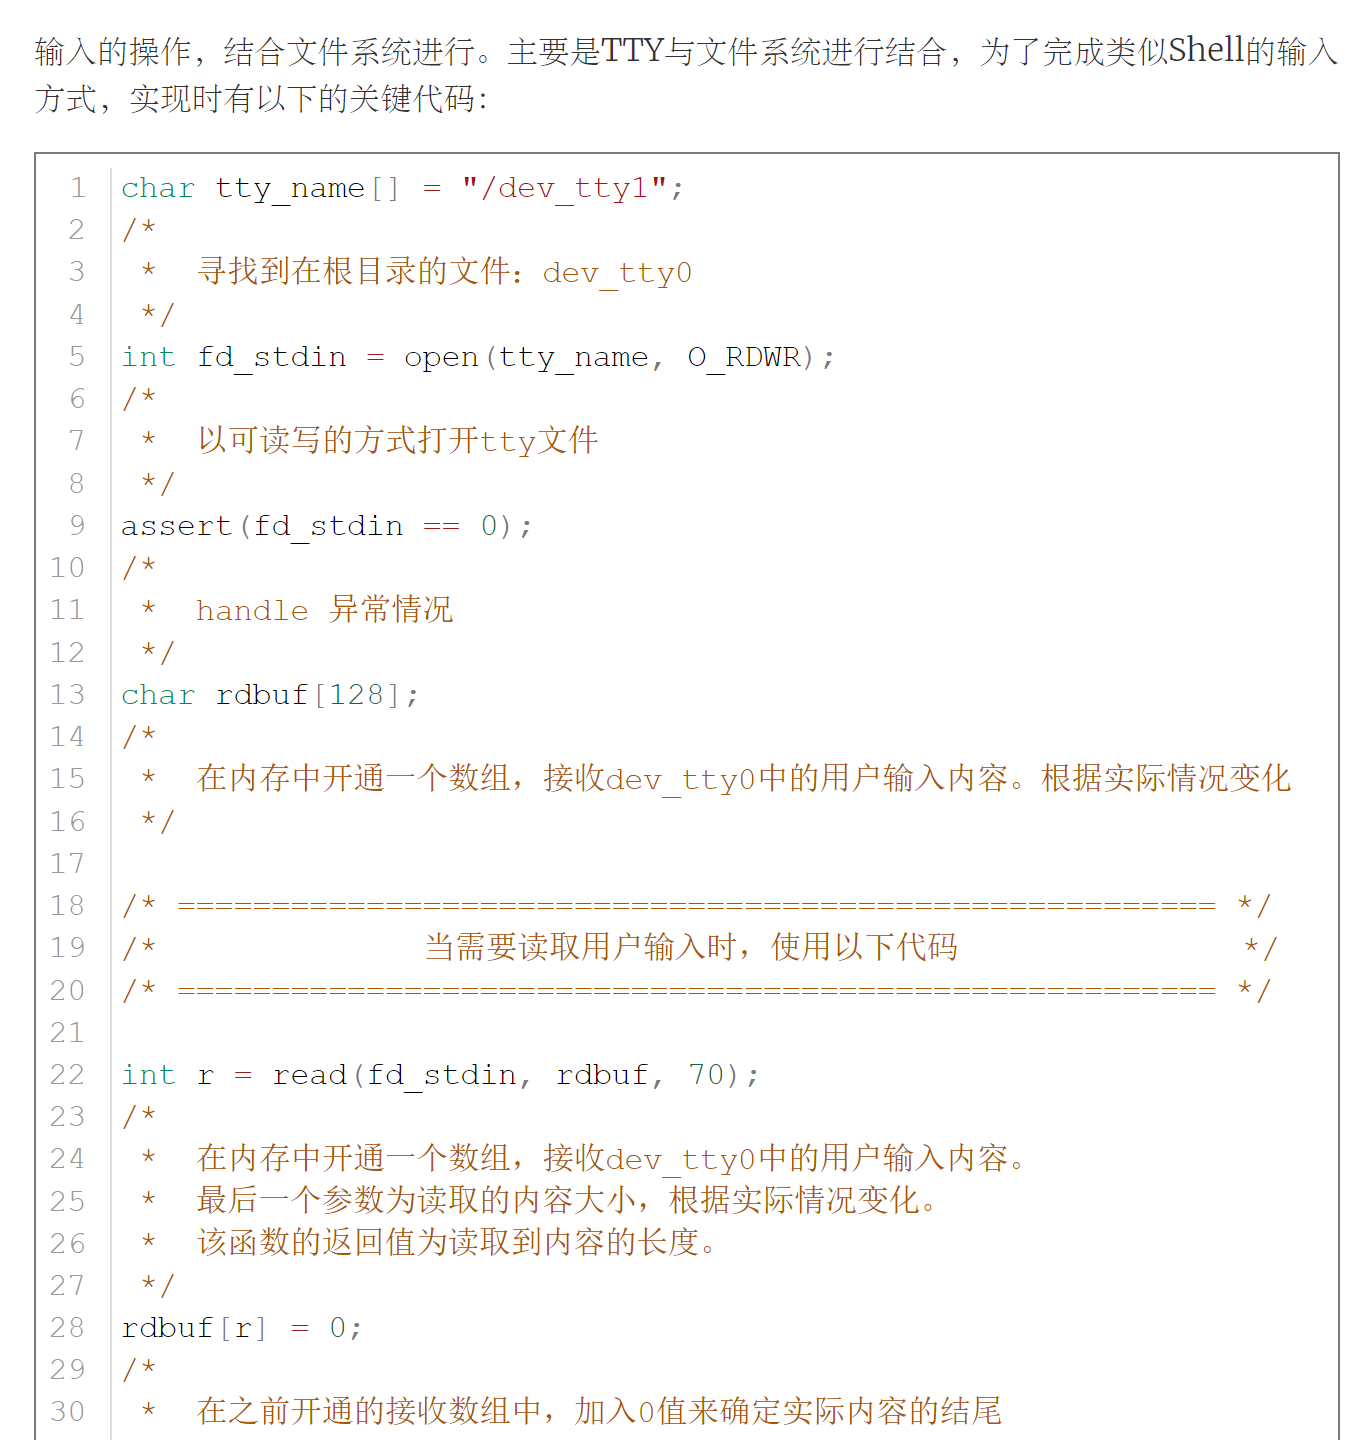 输入的操作，结合文件系统进行。主要是TTY与文件系统进行结合，为了完成类似Shell的输入
方式，实现时有以下的关键代码：
1 char tty_name[] = "/dev_tty1";
2 /*
3  *  寻找到在根目录的文件：dev_tty0
4  */
5 int fd_stdin = open(tty_name, O_RDWR);
6 /*
7  *  以可读写的方式打开tty文件
8  */
9 assert(fd_stdin == 0);
10 /*
11  *  handle 异常情况
12  */
13 char rdbuf[128];
14 /*
15  *  在内存中开通一个数组，接收dev_tty0中的用户输入内容。根据实际情况变化
16  */
17
18 /* ======================================================= */
19 /*              当需要读取用户输入时，使用以下代码               */
20 /* ======================================================= */
21
22 int r = read(fd_stdin, rdbuf, 70);
23 /*
24  *  在内存中开通一个数组，接收dev_tty0中的用户输入内容。
25  *  最后一个参数为读取的内容大小，根据实际情况变化。
26  *  该函数的返回值为读取到内容的长度。
27  */
28 rdbuf[r] = 0;
29 /*
30  *  在之前开通的接收数组中，加入0值来确定实际内容的结尾